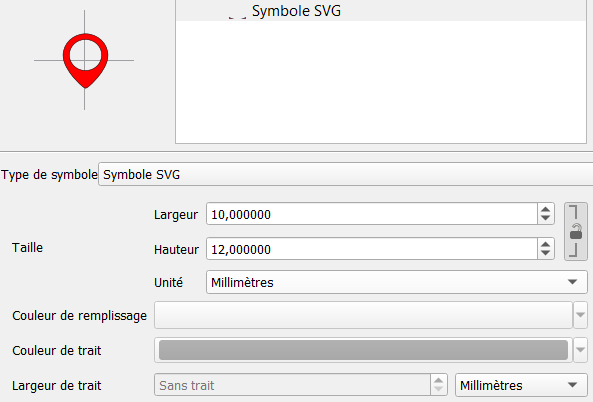 Symbole SVG
Type de symbole Symbole SVG
Largeur 10,000000
Taille
Hauteur 12,000000
Unité Millimètres
Couleur de remplissage
Couleur de trait
Largeur de trait Sans trait Millimètres